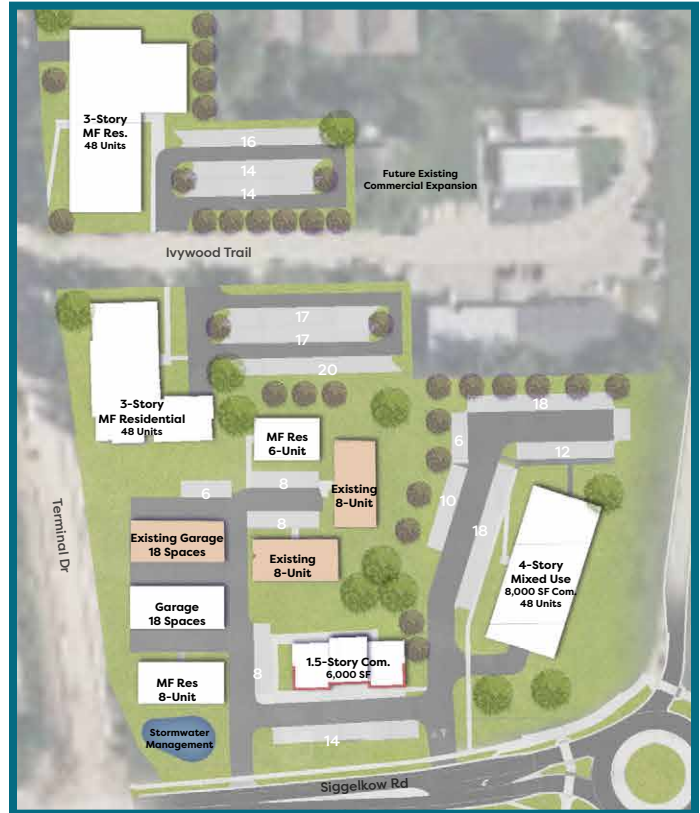 3-Story
MF Res.
48 Units
16
14
14
Future Existing
Commercial Expansion
Ivywood Trail
17
17
20
3-Story
MF Residential
48 Units
18
6
12
MF Res
6-Unit
8
6
8
Existing
8-Unit
10
18
Existing Garage
18 Spaces
Existing
8-Unit
4-Story
Mixed Use
8,000 SF Com.
48 Units
Terminal Dr
Garage
18 Spaces
8
1.5-Story Com.
6,000 SF
MF Res
8-Unit
Stormwater
Management
14
Siggelkow Rd